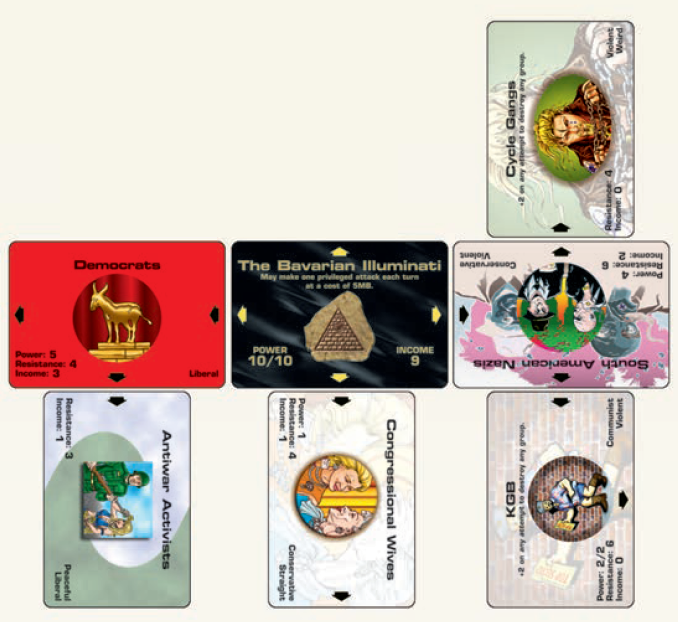 Cycle Gangs
+2 on any attempt to destroy any group.
Resistance: 4
Income: 0
Violent
Weird
Democrats
Power: 5
Resistance: 4
Income: 3
Liberal
The Bavarian Illuminati
May make one privileged attack each turn
at a cost of 5MB.
POWER
10/10
INCOME
9
South American Nazis
Power: 4
Resistance: 6
Income: 2
Conservative
Violent
Antiwar Activists
Resistance: 3
Income: 1
Peaceful
Liberal
Congressional Wives
Power: 1
Resistance: 4
Income: 1
Conservative
Straight
KGB
+2 on any attempt to destroy any group.
Power: 2/2
Resistance: 6
Income: 0
Communist
Violent